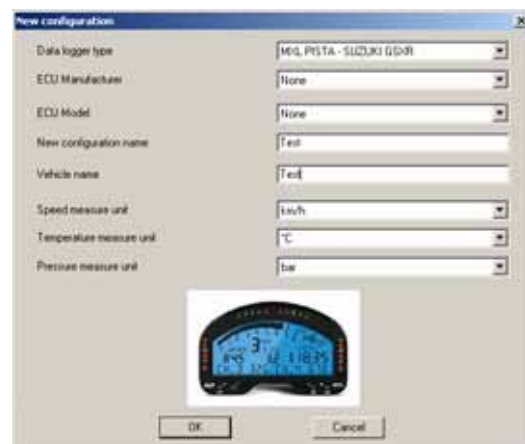 New configuration
Data logger type MXL PISTA - SUZUKI GSXR
ECU Manufacturer None
ECU Model None
New configuration name Test
Vehicle name Test
Speed measure unit km/h
Temperature measure unit °C
Pressure measure unit bar
3
OK Cancel